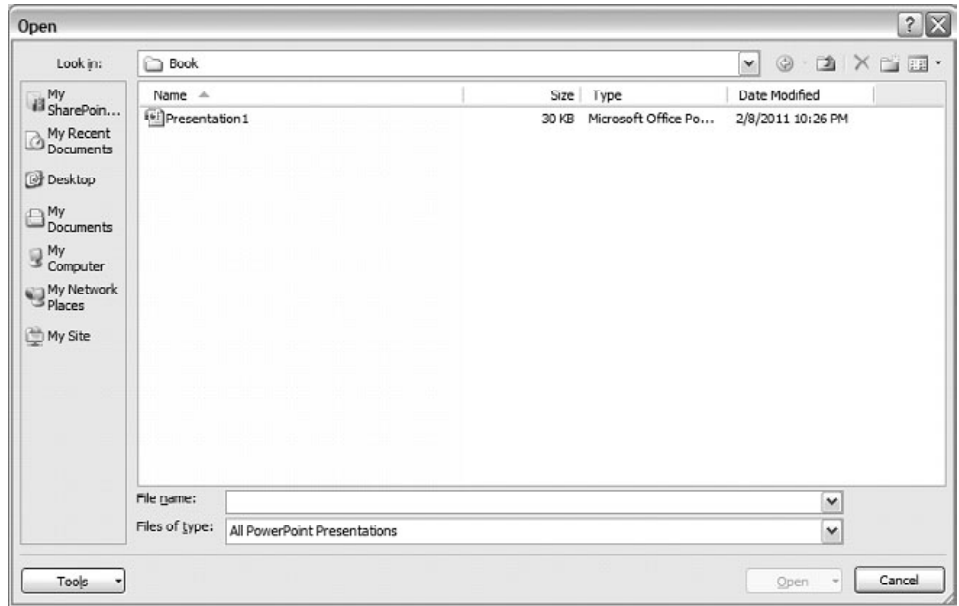 Open
Look in:
Book
My
SharePoin...
My Recent
Documents
Desktop
My
Documents
My
Computer
My Network
Places
My Site
Name Size Type Date Modified
Presentation1 30 KB Microsoft Office Po... 2/8/2011 10:26 PM
File name:
Files of type: All PowerPoint Presentations
Tools Open Cancel